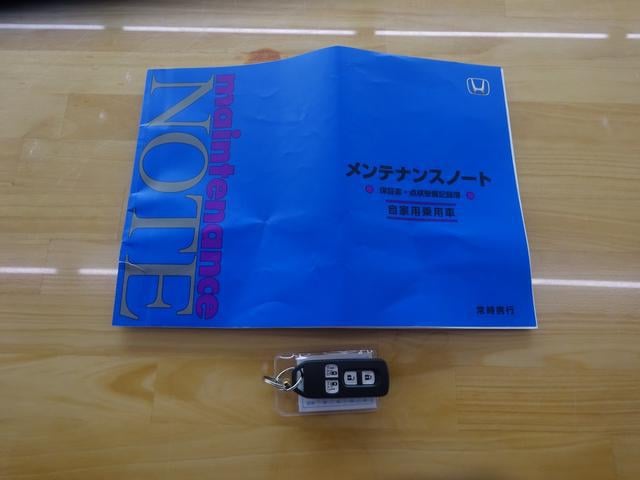 maintenance
NOTE
メンテナンスノート
保証書・点検整備記録簿
自家用乗用車
常時携行